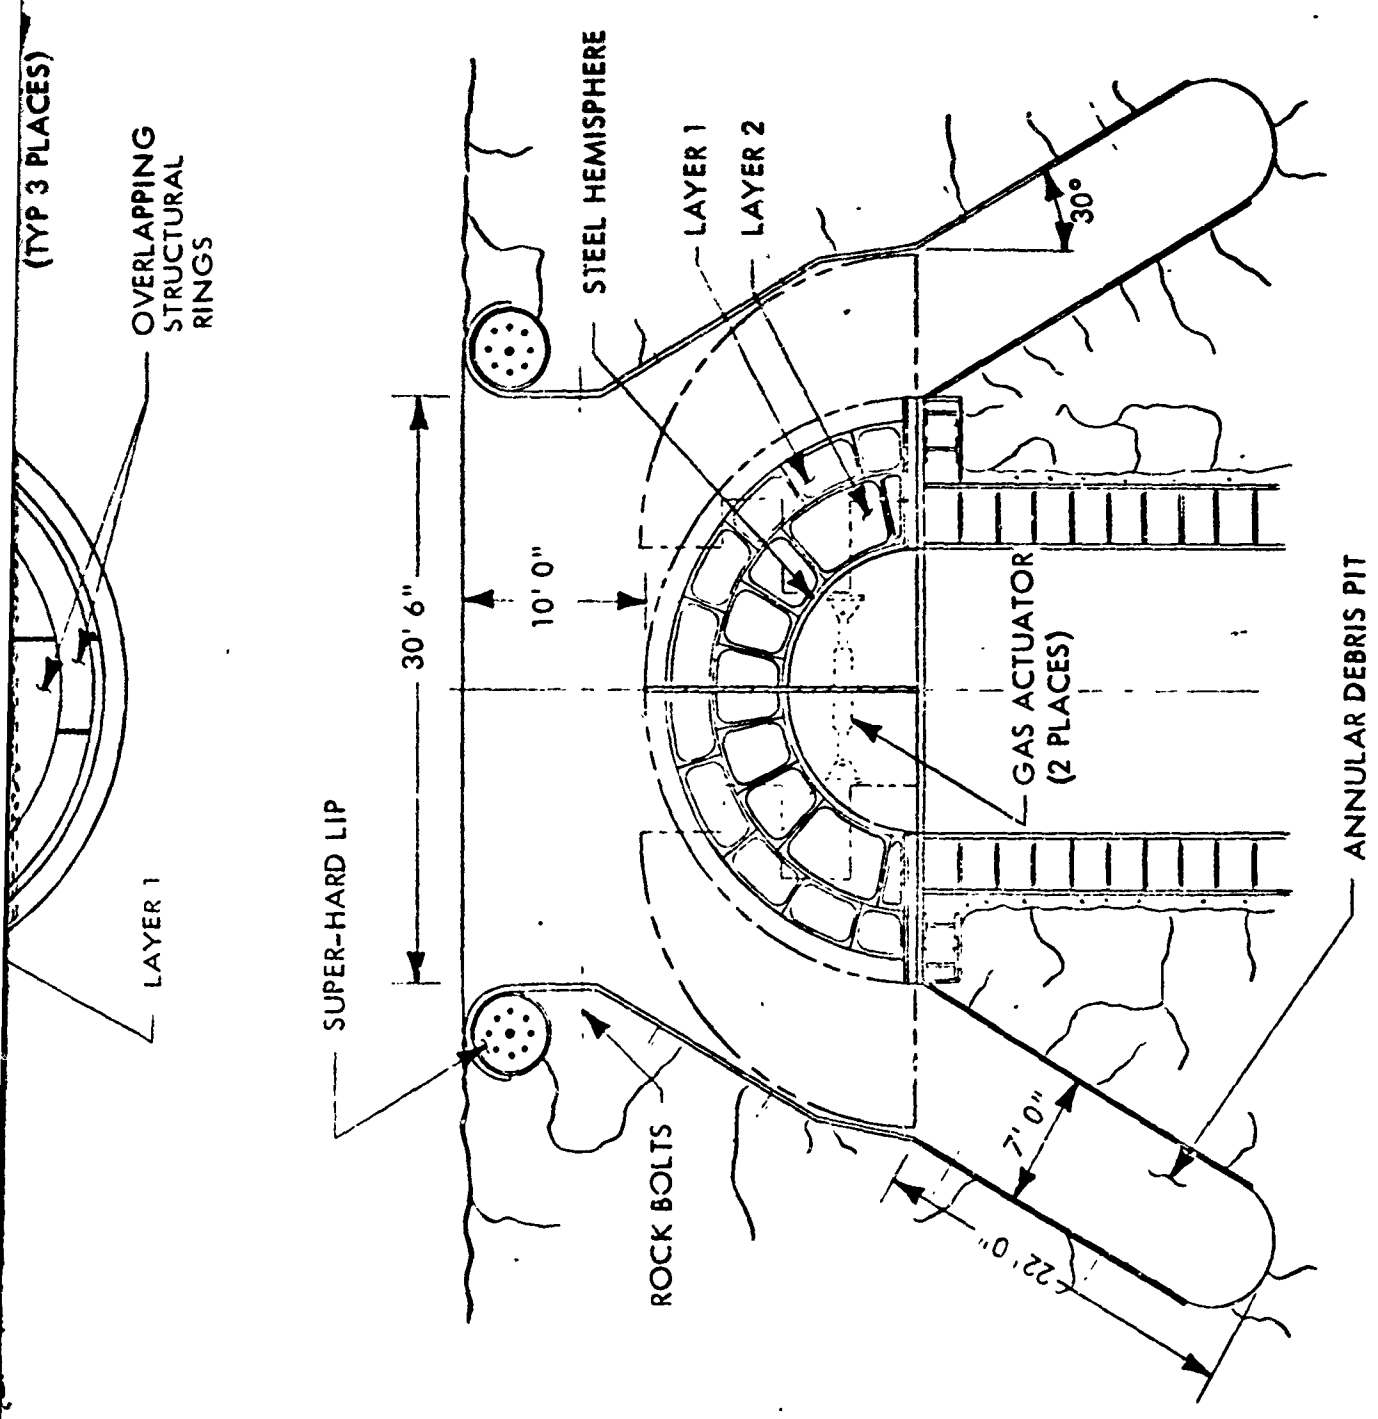 (TYP 3 PLACES)
OVERLAPPING
STRUCTURAL
RINGS
LAYER 1
SUPER-HARD LIP
30' 6"
10' 0"
STEEL HEMISPHERE
LAYER 1
LAYER 2
ROCK BOLTS
30°
GAS ACTUATOR
(2 PLACES)
7' 0"
22' 0"
ANNULAR DEBRIS PIT